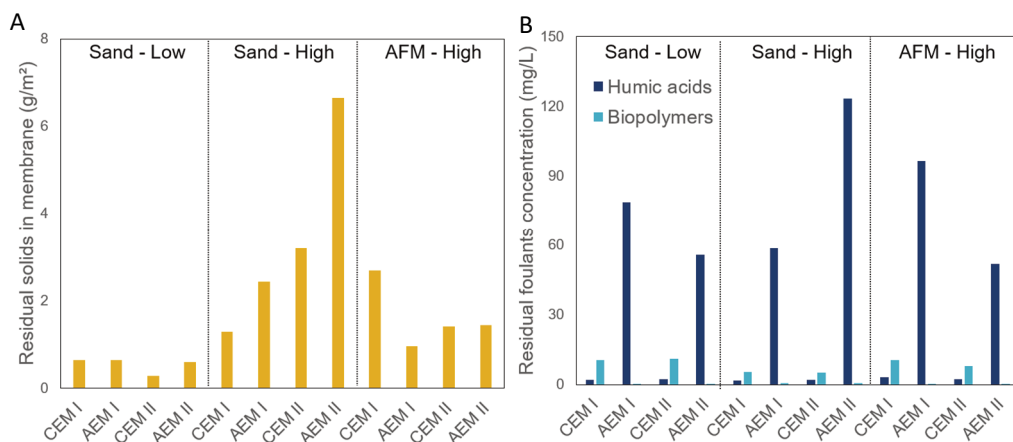 A
Residual solids in membrane (g/m²)
8
6
4
2
0
Sand - Low
Sand - High
AFM - High
CEM I
AEM I
CEM II
AEM II
CEM I
AEM I
CEM II
AEM II
CEM I
AEM I
CEM II
AEM II
B
Residual foulants concentration (mg/L)
150
120
90
60
30
0
Sand - Low
Sand - High
AFM - High
Humic acids
Biopolymers
CEM I
AEM I
CEM II
AEM II
CEM I
AEM I
CEM II
AEM II
CEM I
AEM I
CEM II
AEM II